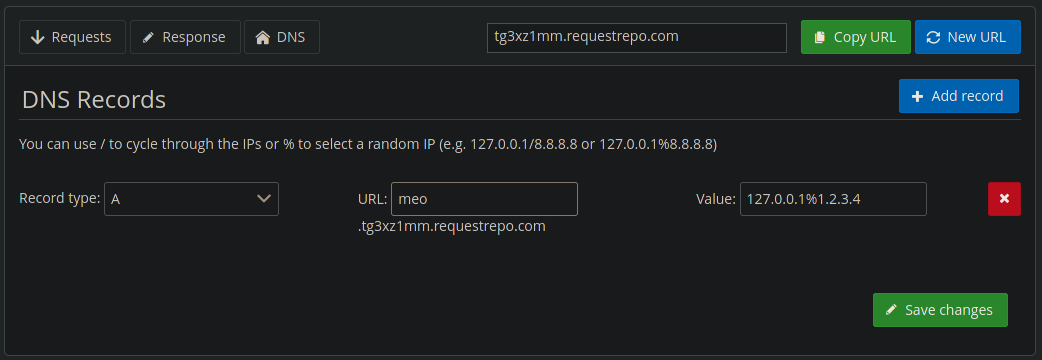 Requests Response DNS tg3xz1mm.requestrepo.com Copy URL New URL
DNS Records Add record
You can use / to cycle through the IPs or % to select a random IP (e.g. 127.0.0.1/8.8.8.8 or 127.0.0.1%8.8.8.8)
Record type: A URL: meo Value: 127.0.0.1%1.2.3.4
.tg3xz1mm.requestrepo.com
Save changes